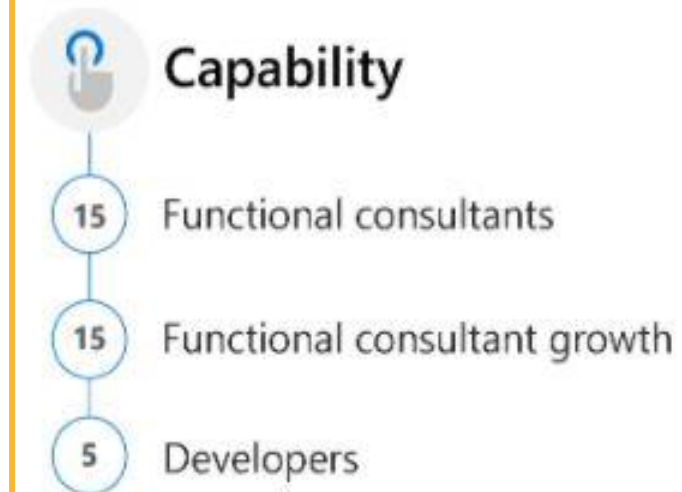 Capability
15 Functional consultants
15 Functional consultant growth
5 Developers